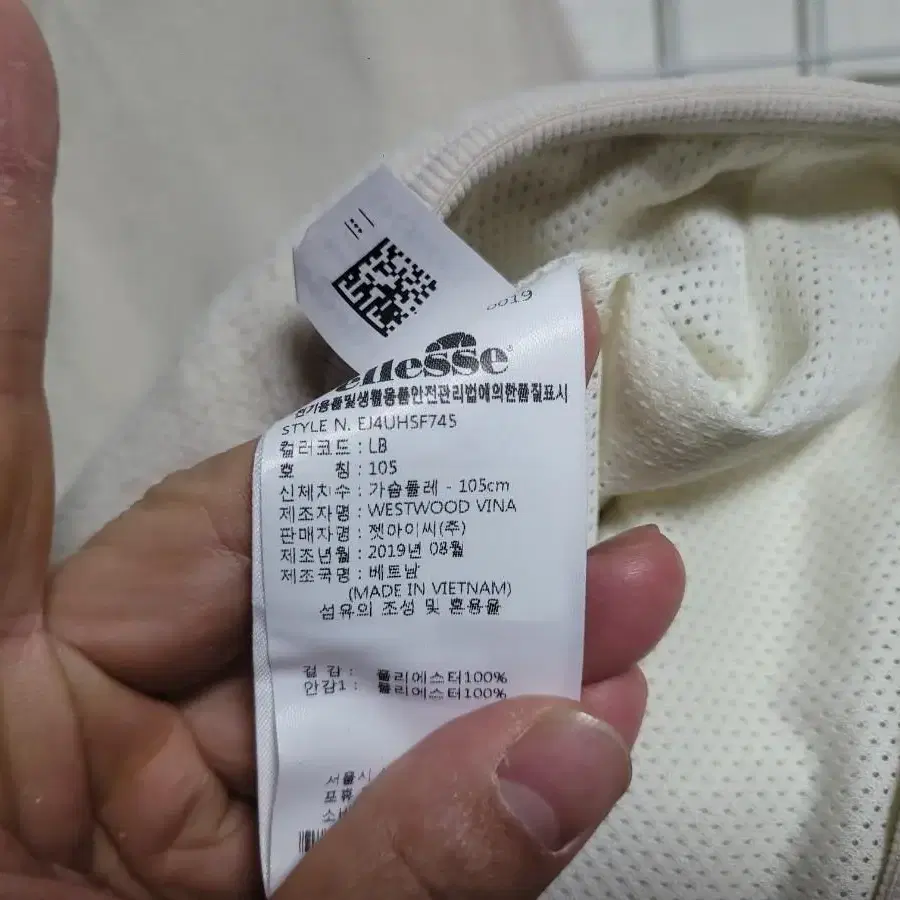 0019
ellesse
전기용품및생활용품안전관리법에의한품질표시
STYLE N. EJ4UHSF745
컬러코드 : LB
호 칭 : 105
신체치수 : 가슴둘레 - 105cm
제조자명 : WESTWOOD VINA
판매자명 : 젯아이씨(주)
제조년월 : 2019년 08월
제조국명 : 베트남
(MADE IN VIETNAM)
섬유의 조성 및 혼용율
겉 감 : 폴리에스터100%
안감1 : 폴리에스터100%
서울시